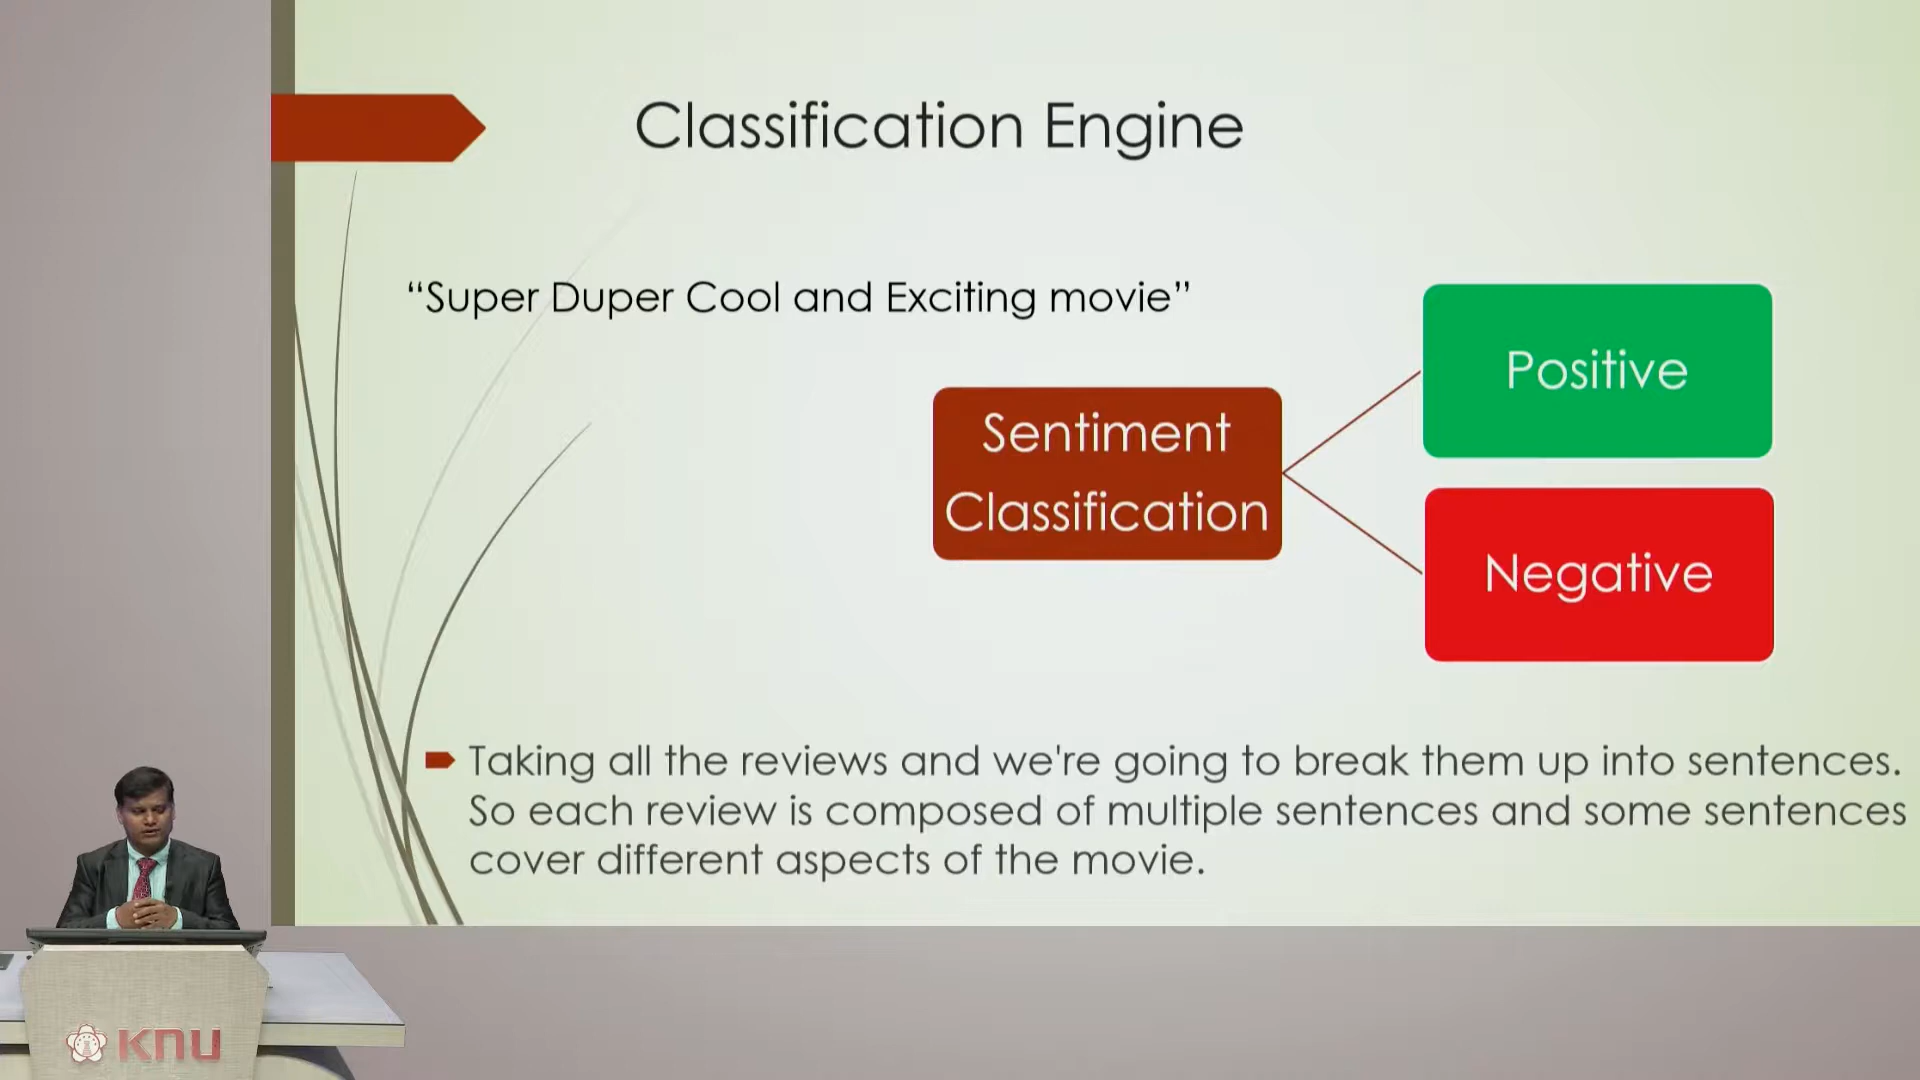 Classification Engine
“Super Duper Cool and Exciting movie”
Positive
Sentiment
Classification
Negative
Taking all the reviews and we're going to break them up into sentences.
So each review is composed of multiple sentences and some sentences
cover different aspects of the movie.
KNU